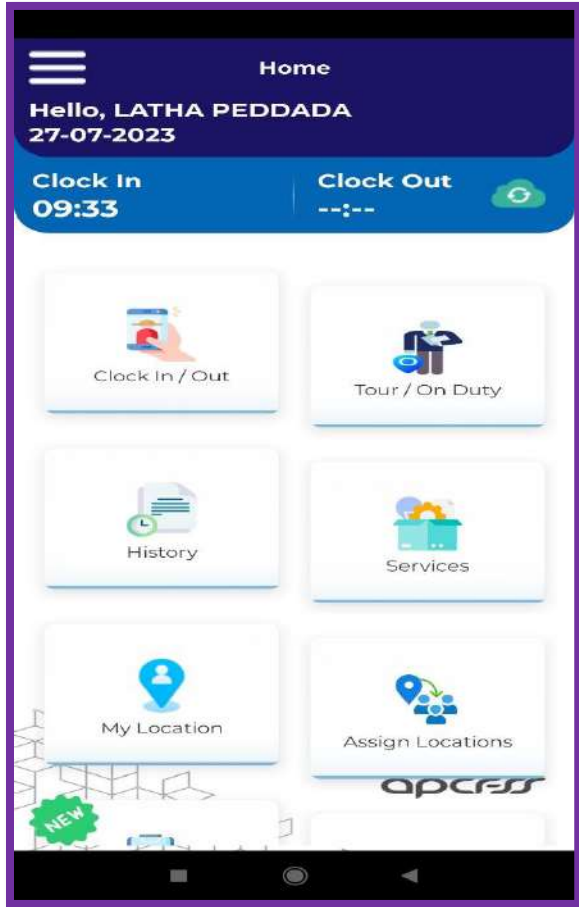 Home
Hello, LATHA PEDDADA
27-07-2023
Clock In
Clock Out
09:33
--:--
Clock In / Out
Tour / On Duty
History
Services
My Location
Assign Locations
apcfss
NEW